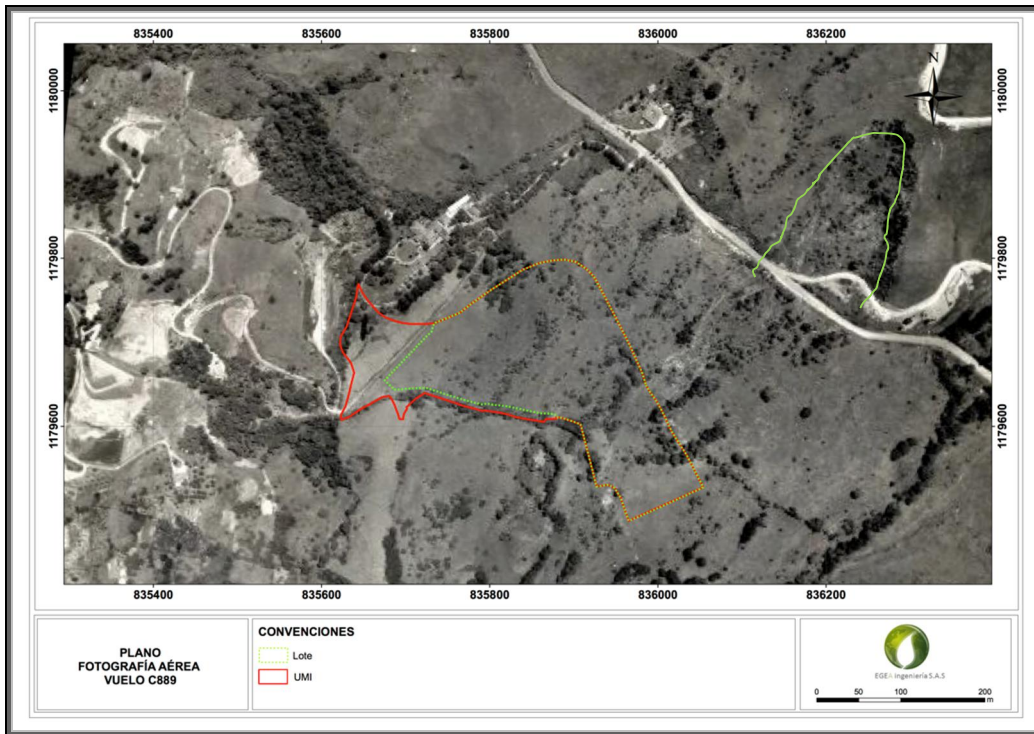 835400 835600 835800 836000 836200
1180000 1180000
N
1179800 1179800
1179600 1179600
835400 835600 835800 836000 836200
PLANO
FOTOGRAFÍA AÉREA
VUELO C889
CONVENCIONES
Lote
UMI
EGEA Ingeniería S.A.S
0 50 100 200
m